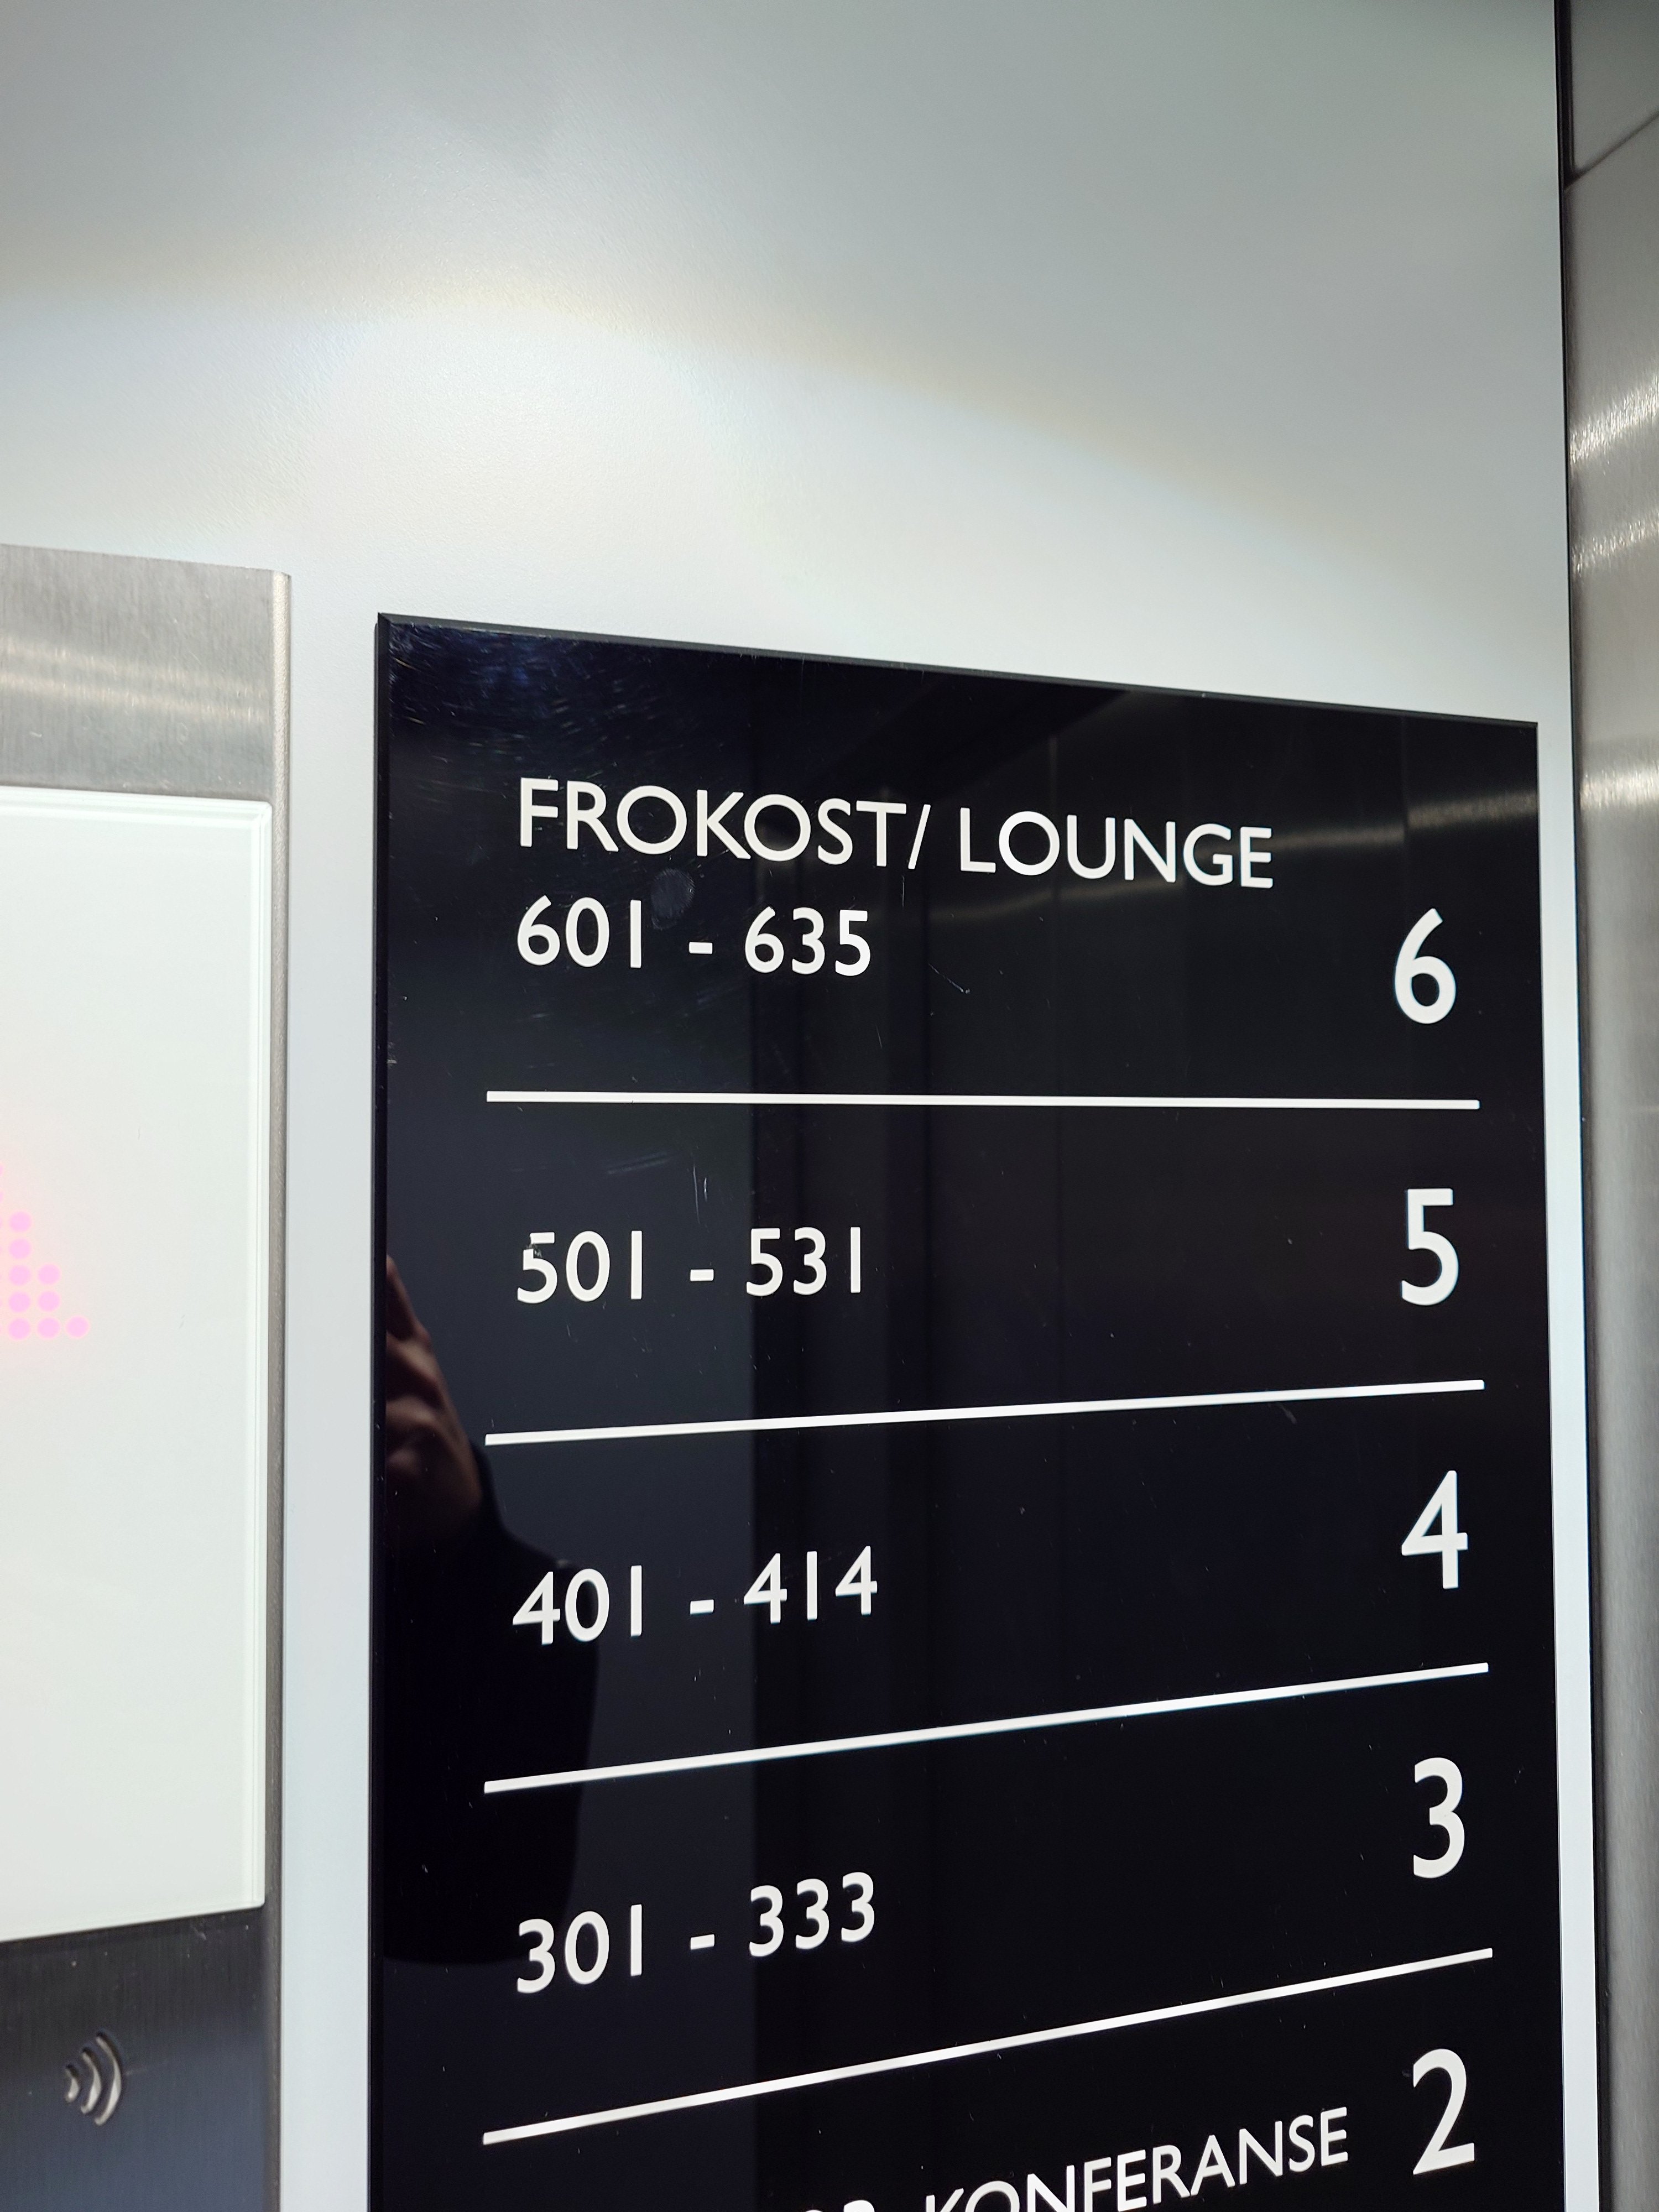 FROKOST/ LOUNGE
601 - 635
6
501 - 531
5
401 - 414
4
301 - 333
3
KONFERANSE
2